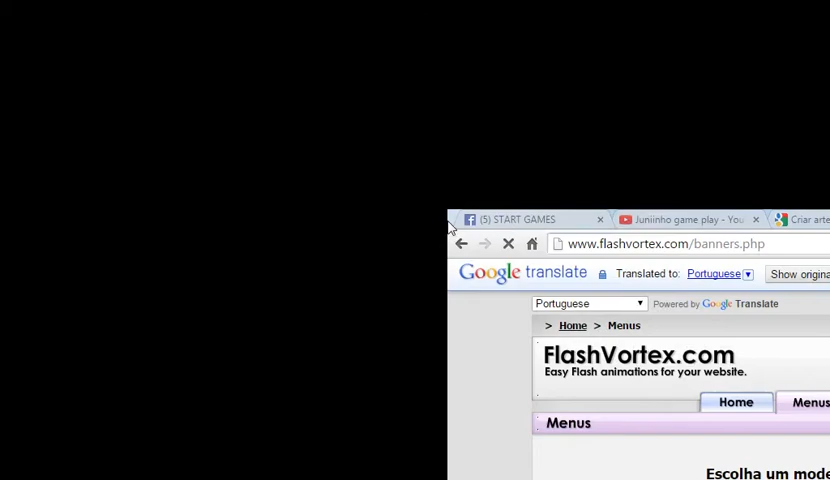 (5) START GAMES
Juniinho game play - You
Criar arte
www.flashvortex.com/banners.php
Google translate Translated to: Portuguese Show origina
Portuguese Powered by Google Translate
> Home > Menus
FlashVortex.com
Easy Flash animations for your website.
Home Menus
Menus
Escolha um mode